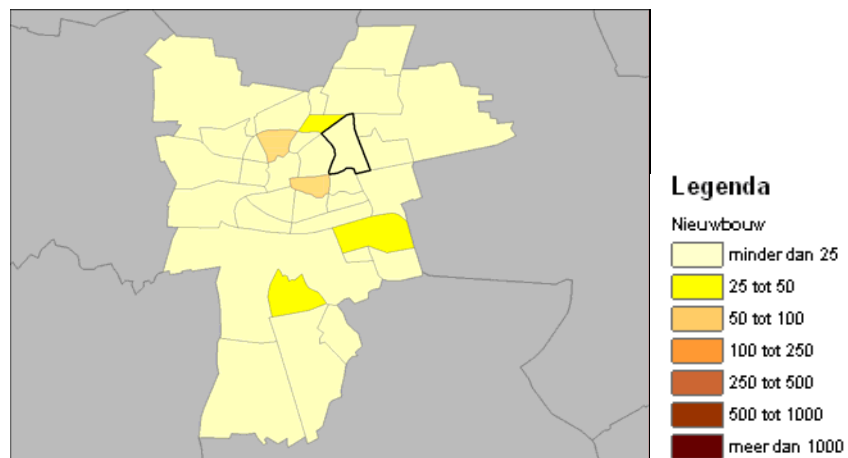 Legenda
Nieuwbouw
minder dan 25
25 tot 50
50 tot 100
100 tot 250
250 tot 500
500 tot 1000
meer dan 1000